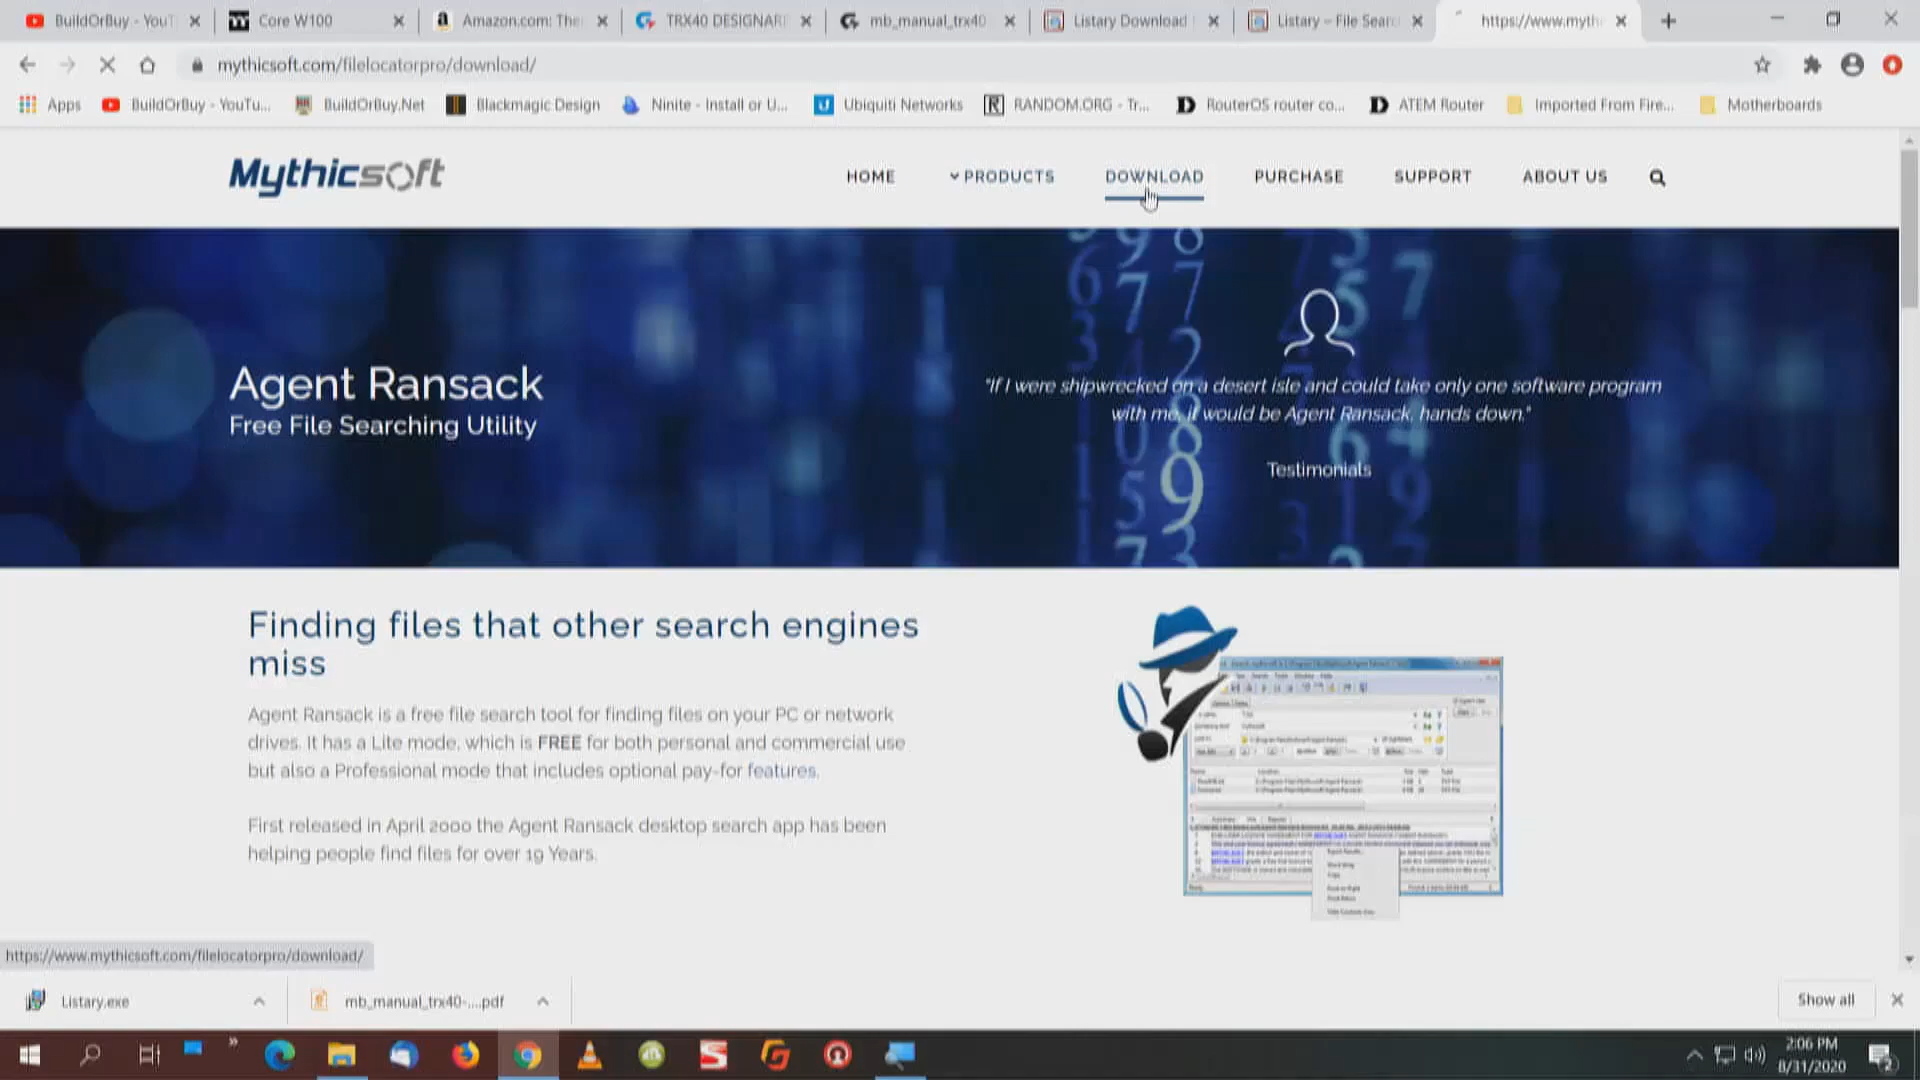 BuildOrBuy - YouT
Core W100
Amazon.com: The
TRX40 DESIGNARE
mb_manual_trx40
Listary Download
Listary – File Sear
https://www.myth
mythicsoft.com/filelocatorpro/download/
Apps
BuildOrBuy - YouTu...
BuildOrBuy.Net
Blackmagic Design
Ninite - Install or U...
Ubiquiti Networks
RANDOM.ORG - Tr...
RouterOS router co...
ATEM Router
Imported From Fire...
Motherboards
Mythicsoft
HOME
PRODUCTS
DOWNLOAD
PURCHASE
SUPPORT
ABOUT US
Agent Ransack
Free File Searching Utility
"If I were shipwrecked on a desert isle and could take only one software program
with me, it would be Agent Ransack, hands down."
Testimonials
Finding files that other search engines
miss
Agent Ransack is a free file search tool for finding files on your PC or network
drives. It has a Lite mode, which is FREE for both personal and commercial use
but also a Professional mode that includes optional pay-for features.
First released in April 2000 the Agent Ransack desktop search app has been
helping people find files for over 19 Years.
https://www.mythicsoft.com/filelocatorpro/download/
Listary.exe
mb_manual_trx40-....pdf
Show all
2:06 PM
8/31/2020